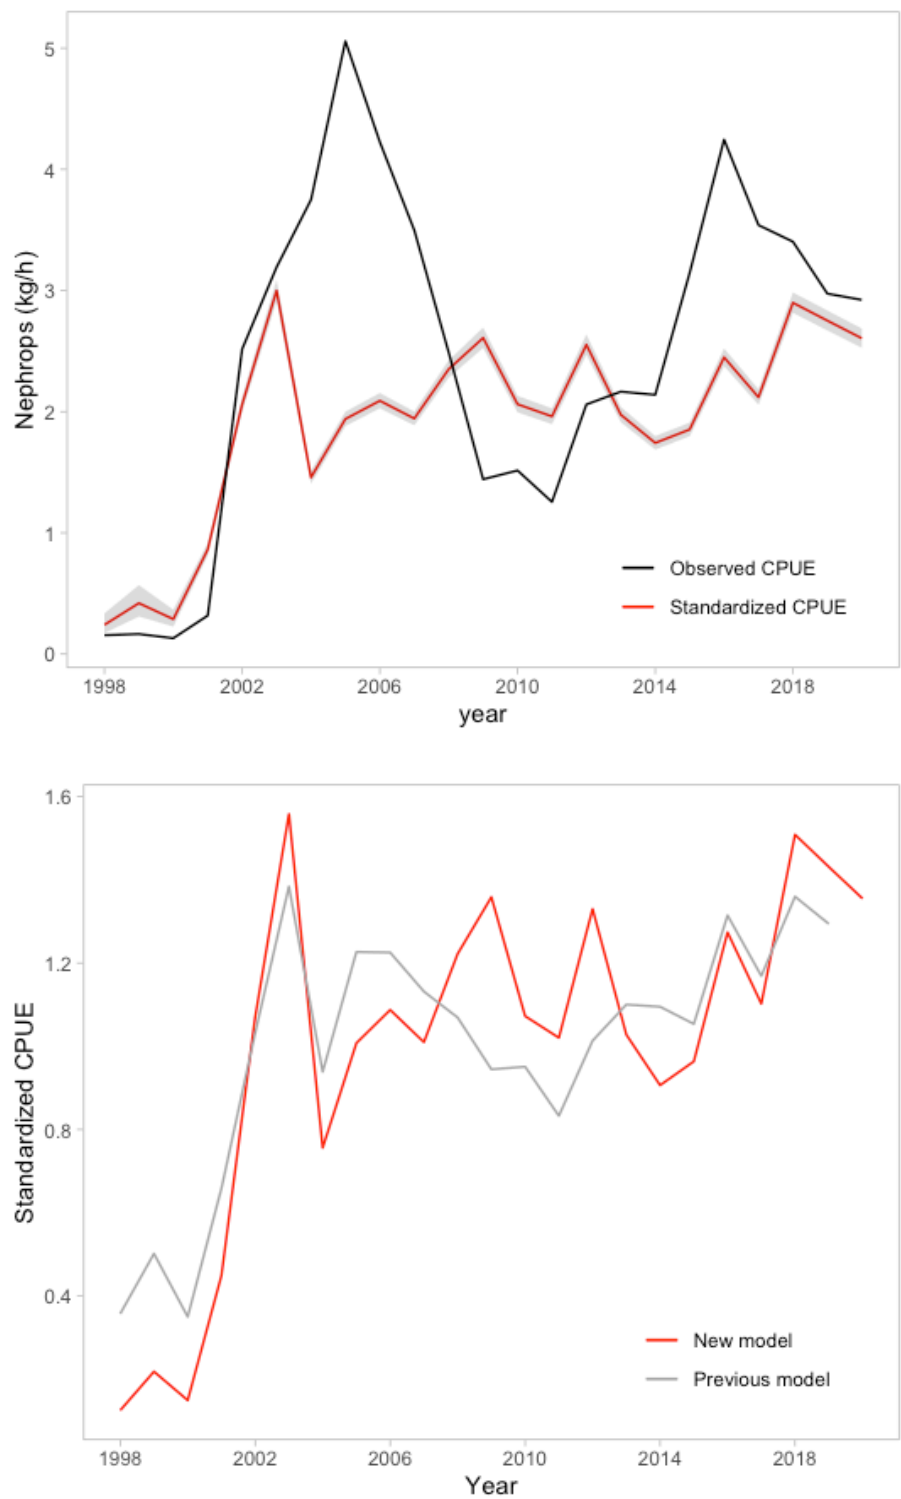 5
4
3
2
1
0
Nephrops (kg/h)
Observed CPUE
Standardized CPUE
1998 2002 2006 2010 2014 2018
year
1.6
1.2
0.8
0.4
Standardized CPUE
New model
Previous model
1998 2002 2006 2010 2014 2018
Year